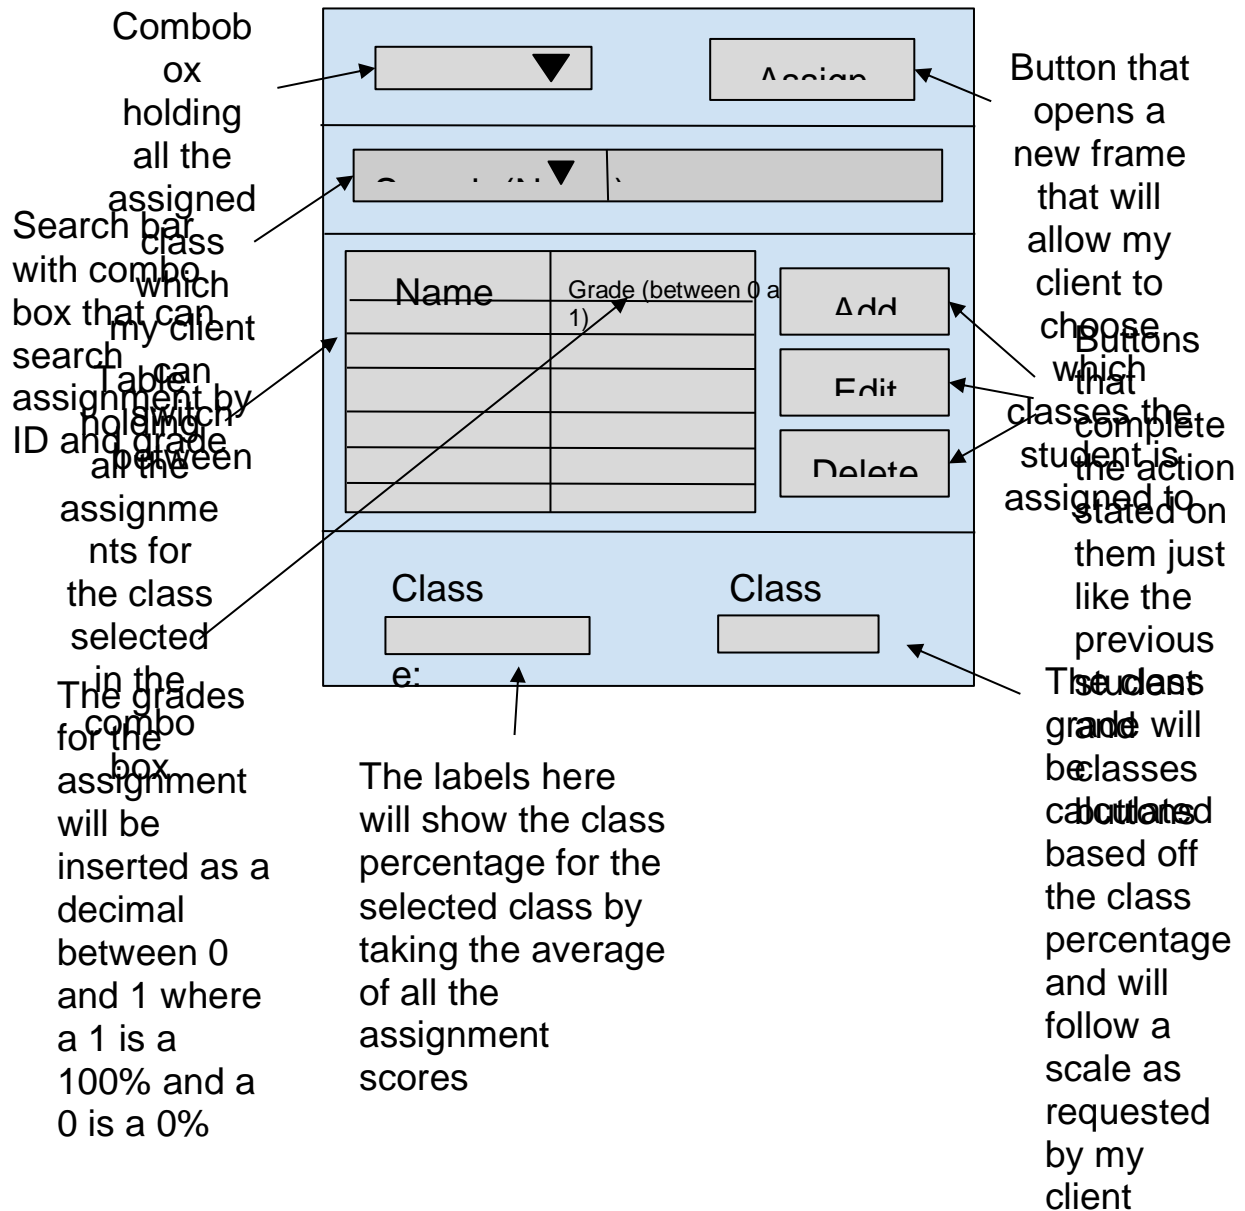 Combob
ox
holding
all the
assigned
class
which
my client
can
switch
between
Search bar
with combo
box that can
search
assignment by
ID and grade
Table
holding
all the
assignme
nts for
the class
selected
in the
combo
box
The grades
for the
assignment
will be
inserted as a
decimal
between 0
and 1 where
a 1 is a
100% and a
0 is a 0%
Assign
Name
Grade (between 0 a
1)
Add
Edit
Delete
Class
Class
e:
The labels here
will show the class
percentage for the
selected class by
taking the average
of all the
assignment
scores
Button that
opens a
new frame
that will
allow my
client to
choose
which
classes the
student is
assigned to
Buttons
that
complete
the action
stated on
them just
like the
previous
student
and
classes
buttons
The class
grade will
be
calculated
based off
the class
percentage
and will
follow a
scale as
requested
by my
client